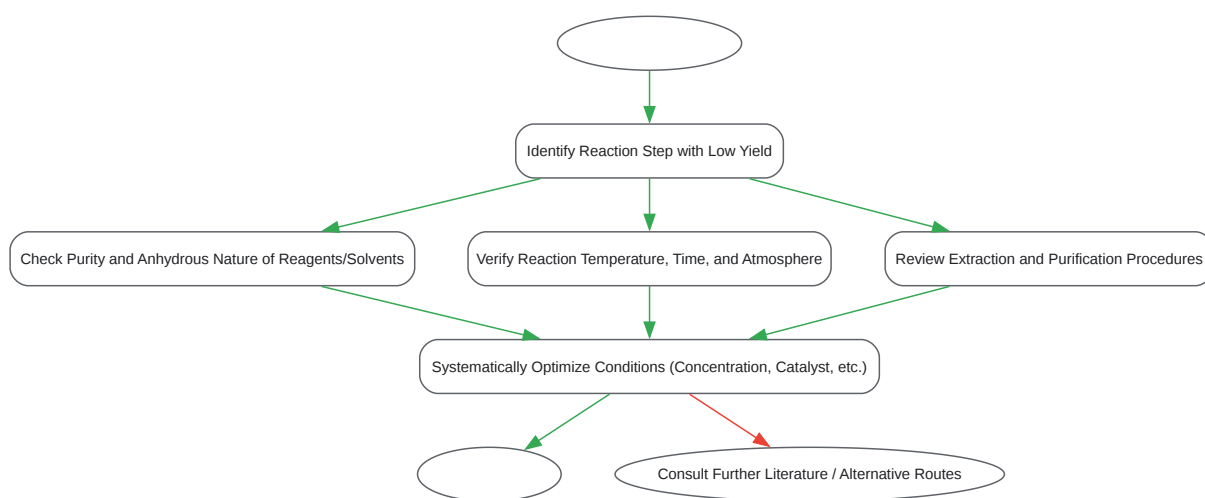 Identify Reaction Step with Low Yield
Check Purity and Anhydrous Nature of Reagents/Solvents
Verify Reaction Temperature, Time, and Atmosphere
Review Extraction and Purification Procedures
Systematically Optimize Conditions (Concentration, Catalyst, etc.)
Consult Further Literature / Alternative Routes